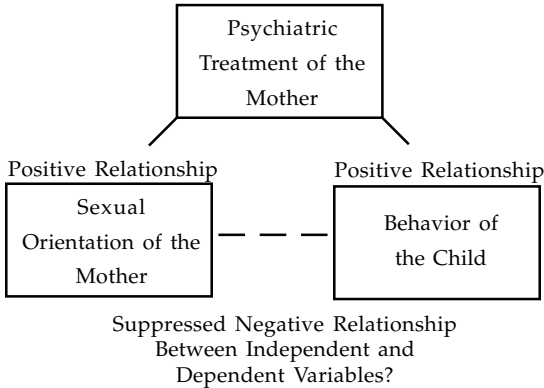 Psychiatric
Treatment of the
Mother
Positive Relationship
Positive Relationship
Sexual
Orientation of the
Mother
Behavior of
the Child
Suppressed Negative Relationship
Between Independent and
Dependent Variables?